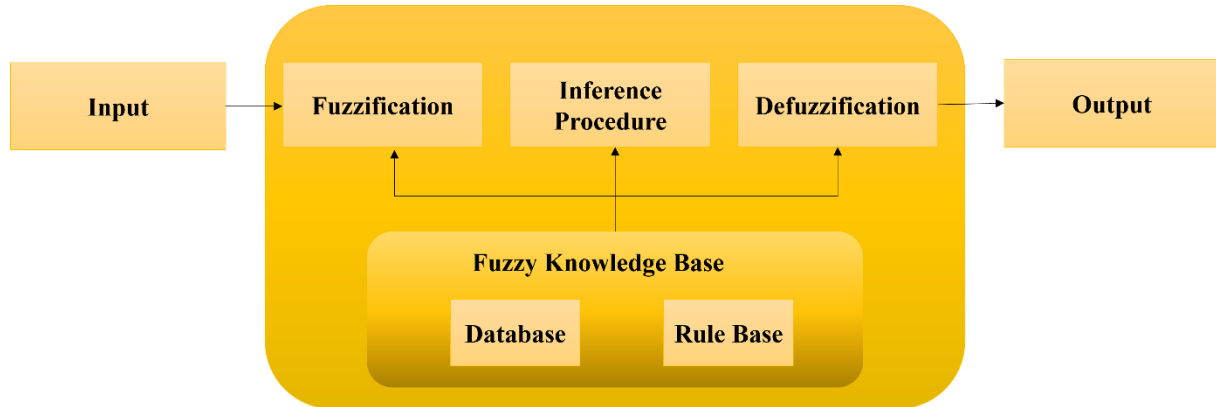 Input
Fuzzification
Inference
Procedure
Defuzzification
Output
Fuzzy Knowledge Base
Database
Rule Base